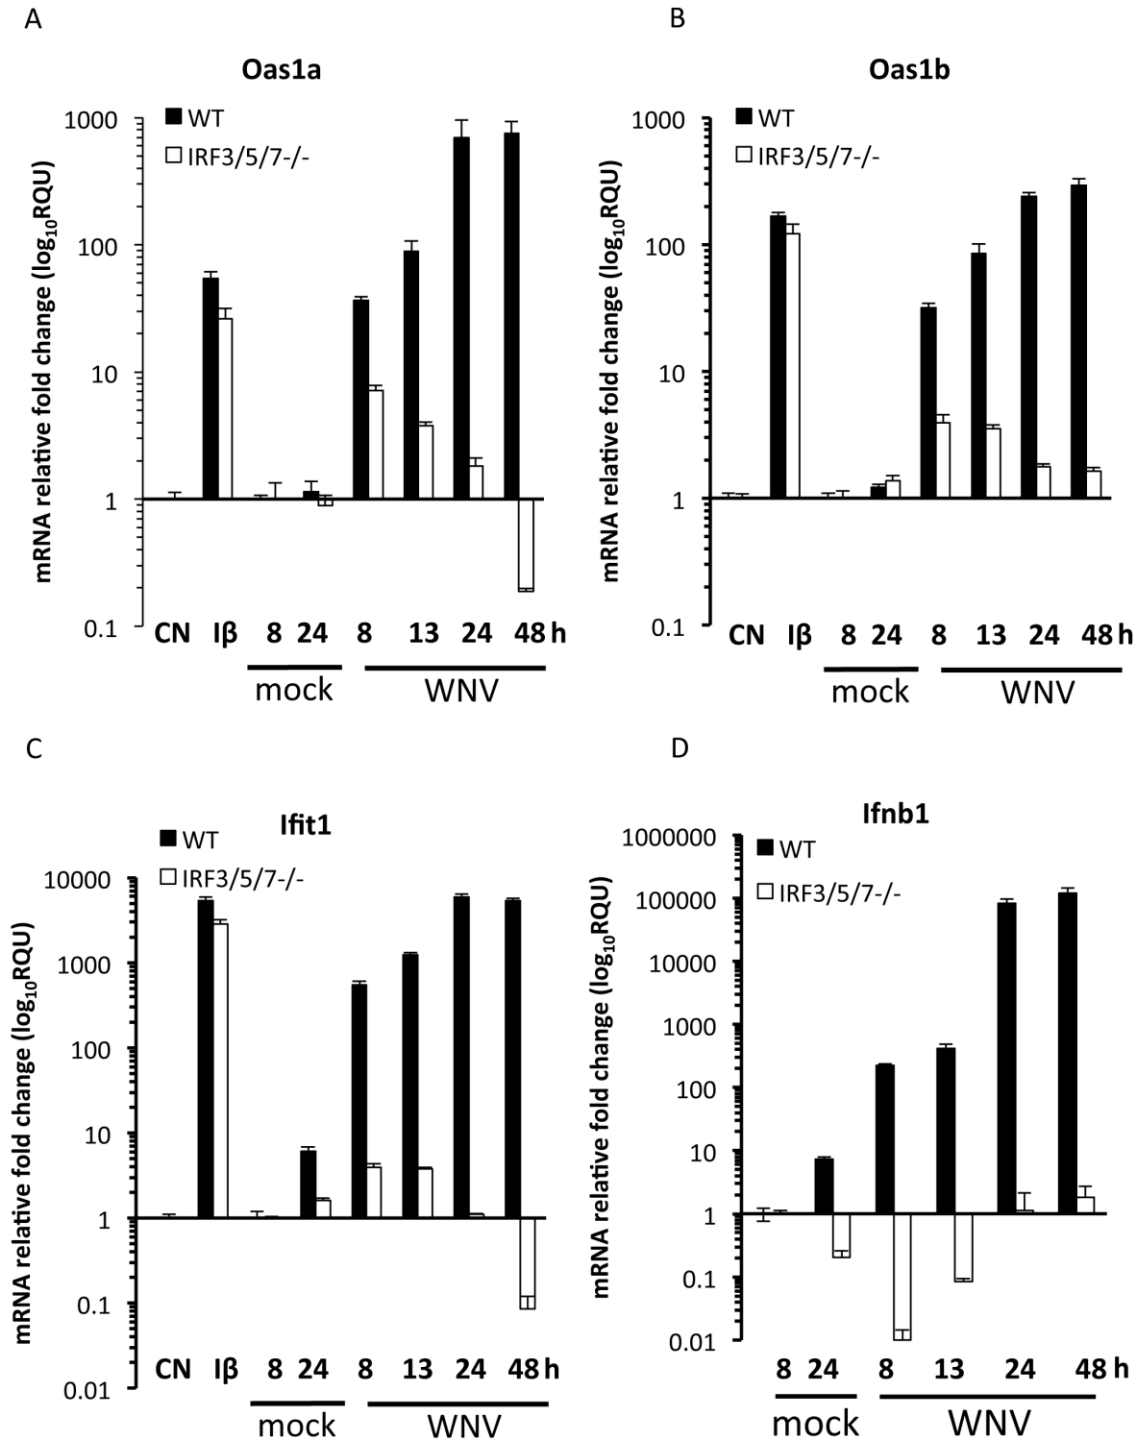 A
Oas1a
WT
IRF3/5/7-/-
mRNA relative fold change (log10RQU)
1000
100
10
1
0.1
CN Iβ 8 24 8 13 24 48 h
mock WNV
B
Oas1b
WT
IRF3/5/7-/-
mRNA relative fold change (log10RQU)
1000
100
10
1
0.1
CN Iβ 8 24 8 13 24 48 h
mock WNV
C
Ifit1
WT
IRF3/5/7-/-
mRNA relative fold change (log10RQU)
10000
1000
100
10
1
0.1
0.01
CN Iβ 8 24 8 13 24 48 h
mock WNV
D
Ifnb1
WT
IRF3/5/7-/-
mRNA relative fold change (log10RQU)
1000000
100000
10000
1000
100
10
1
0.1
0.01
8 24 8 13 24 48 h
mock WNV